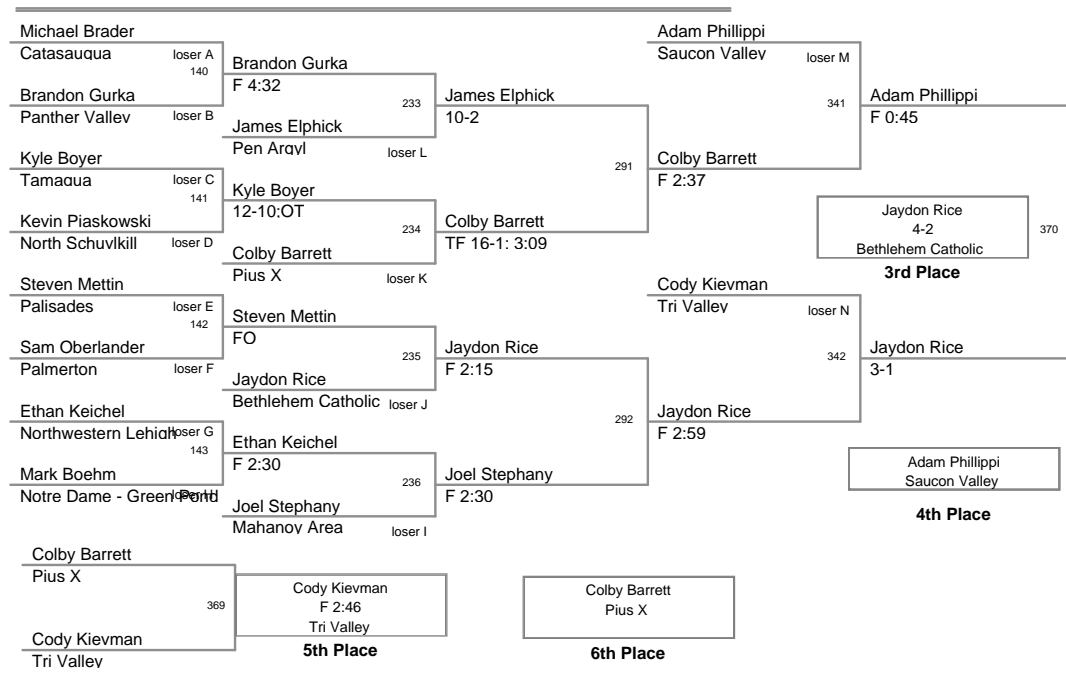 Michael Brader
Catasauqua
loser A
140
Brandon Gurka
Panther Valley
loser B
Kyle Boyer
Tamaqua
loser C
141
Kevin Piaskowski
North Schuylkill
loser D
Steven Mettin
Palisades
loser E
142
Sam Oberlander
Palmerton
loser F
Ethan Keichel
Northwestern Lehigh
loser G
143
Mark Boehm
Notre Dame - Green Pond
loser H
Brandon Gurka
F 4:32
233
James Elphick
Pen Argyl
loser L
Kyle Boyer
12-10;OT
234
Colby Barrett
Pius X
loser K
Steven Mettin
FO
235
Jaydon Rice
Bethlehem Catholic
loser J
Ethan Keichel
F 2:30
236
Joel Stephany
Mahanoy Area
loser I
James Elphick
10-2
291
Colby Barrett
TF 16-1; 3:09
Jaydon Rice
F 2:15
292
Joel Stephany
F 2:30
Adam Phillippi
Saucon Valley
loser M
341
Colby Barrett
F 2:37
Cody Kievman
Tri Valley
loser N
342
Jaydon Rice
F 2:59
Adam Phillippi
F 0:45
Jaydon Rice
4-2
Bethlehem Catholic
370
3rd Place
Jaydon Rice
3-1
Adam Phillippi
Saucon Valley
4th Place
Colby Barrett
Pius X
369
Cody Kievman
Tri Valley
Cody Kievman
F 2:46
Tri Valley
5th Place
Colby Barrett
Pius X
6th Place